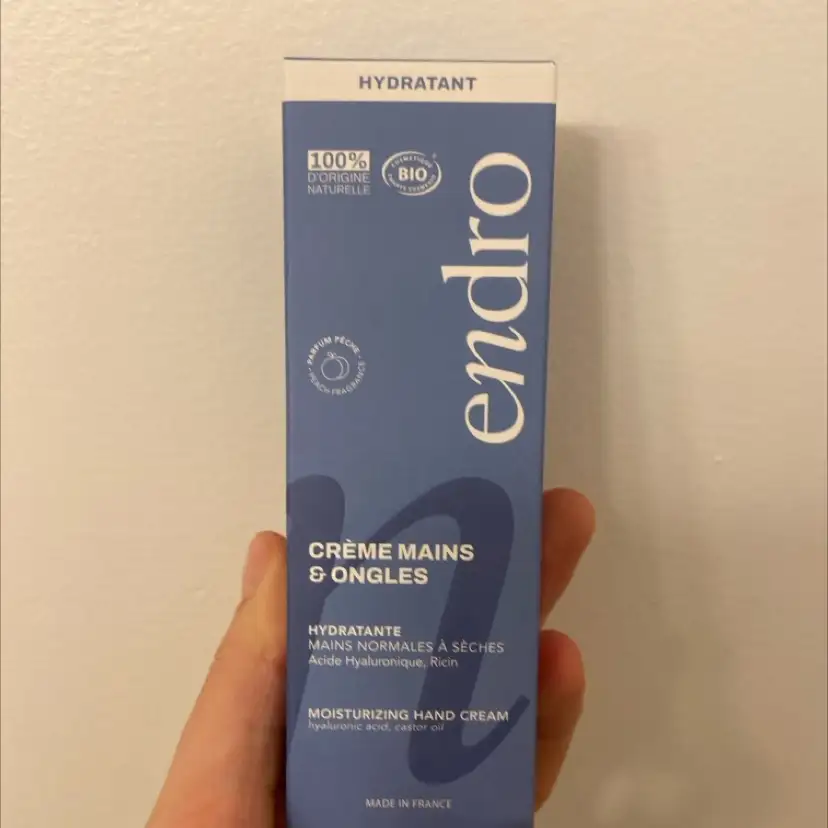 HYDRATANT
100%
D'ORIGINE
NATURELLE
BIO
endro
PARFUM PÊCHE
PEACH FRAGRANCE
CRÈME MAINS
& ONGLES
HYDRATANTE
MAINS NORMALES À SÈCHES
Acide Hyaluronique, Ricin
MOISTURIZING HAND CREAM
hyaluronic acid, castor oil
MADE IN FRANCE